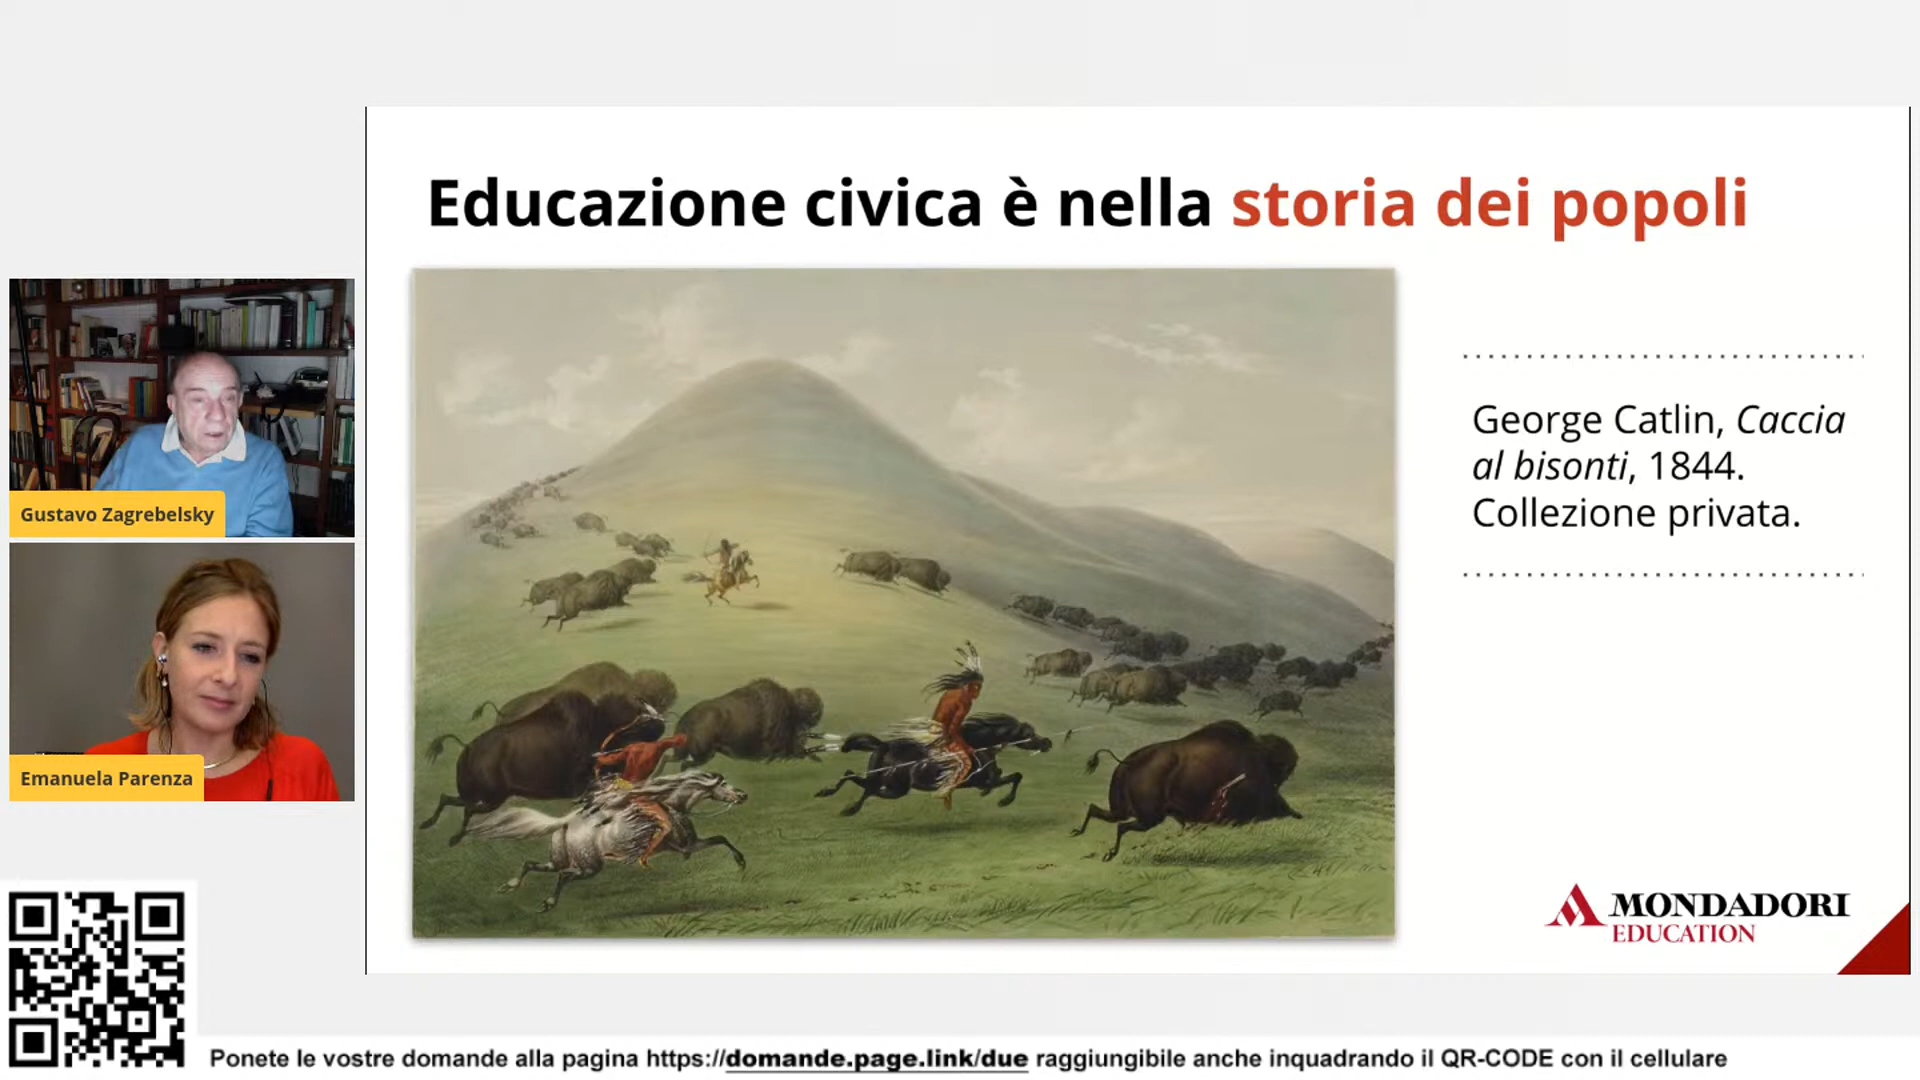 Educazione civica è nella storia dei popoli
Gustavo Zagrebelsky
Emanuela Parenza
George Catlin, Caccia
al bisonti, 1844.
Collezione privata.
MONDADORI
EDUCATION
Ponete le vostre domande alla pagina https://domande.page.link/due raggiungibile anche inquadrando il QR-CODE con il cellulare